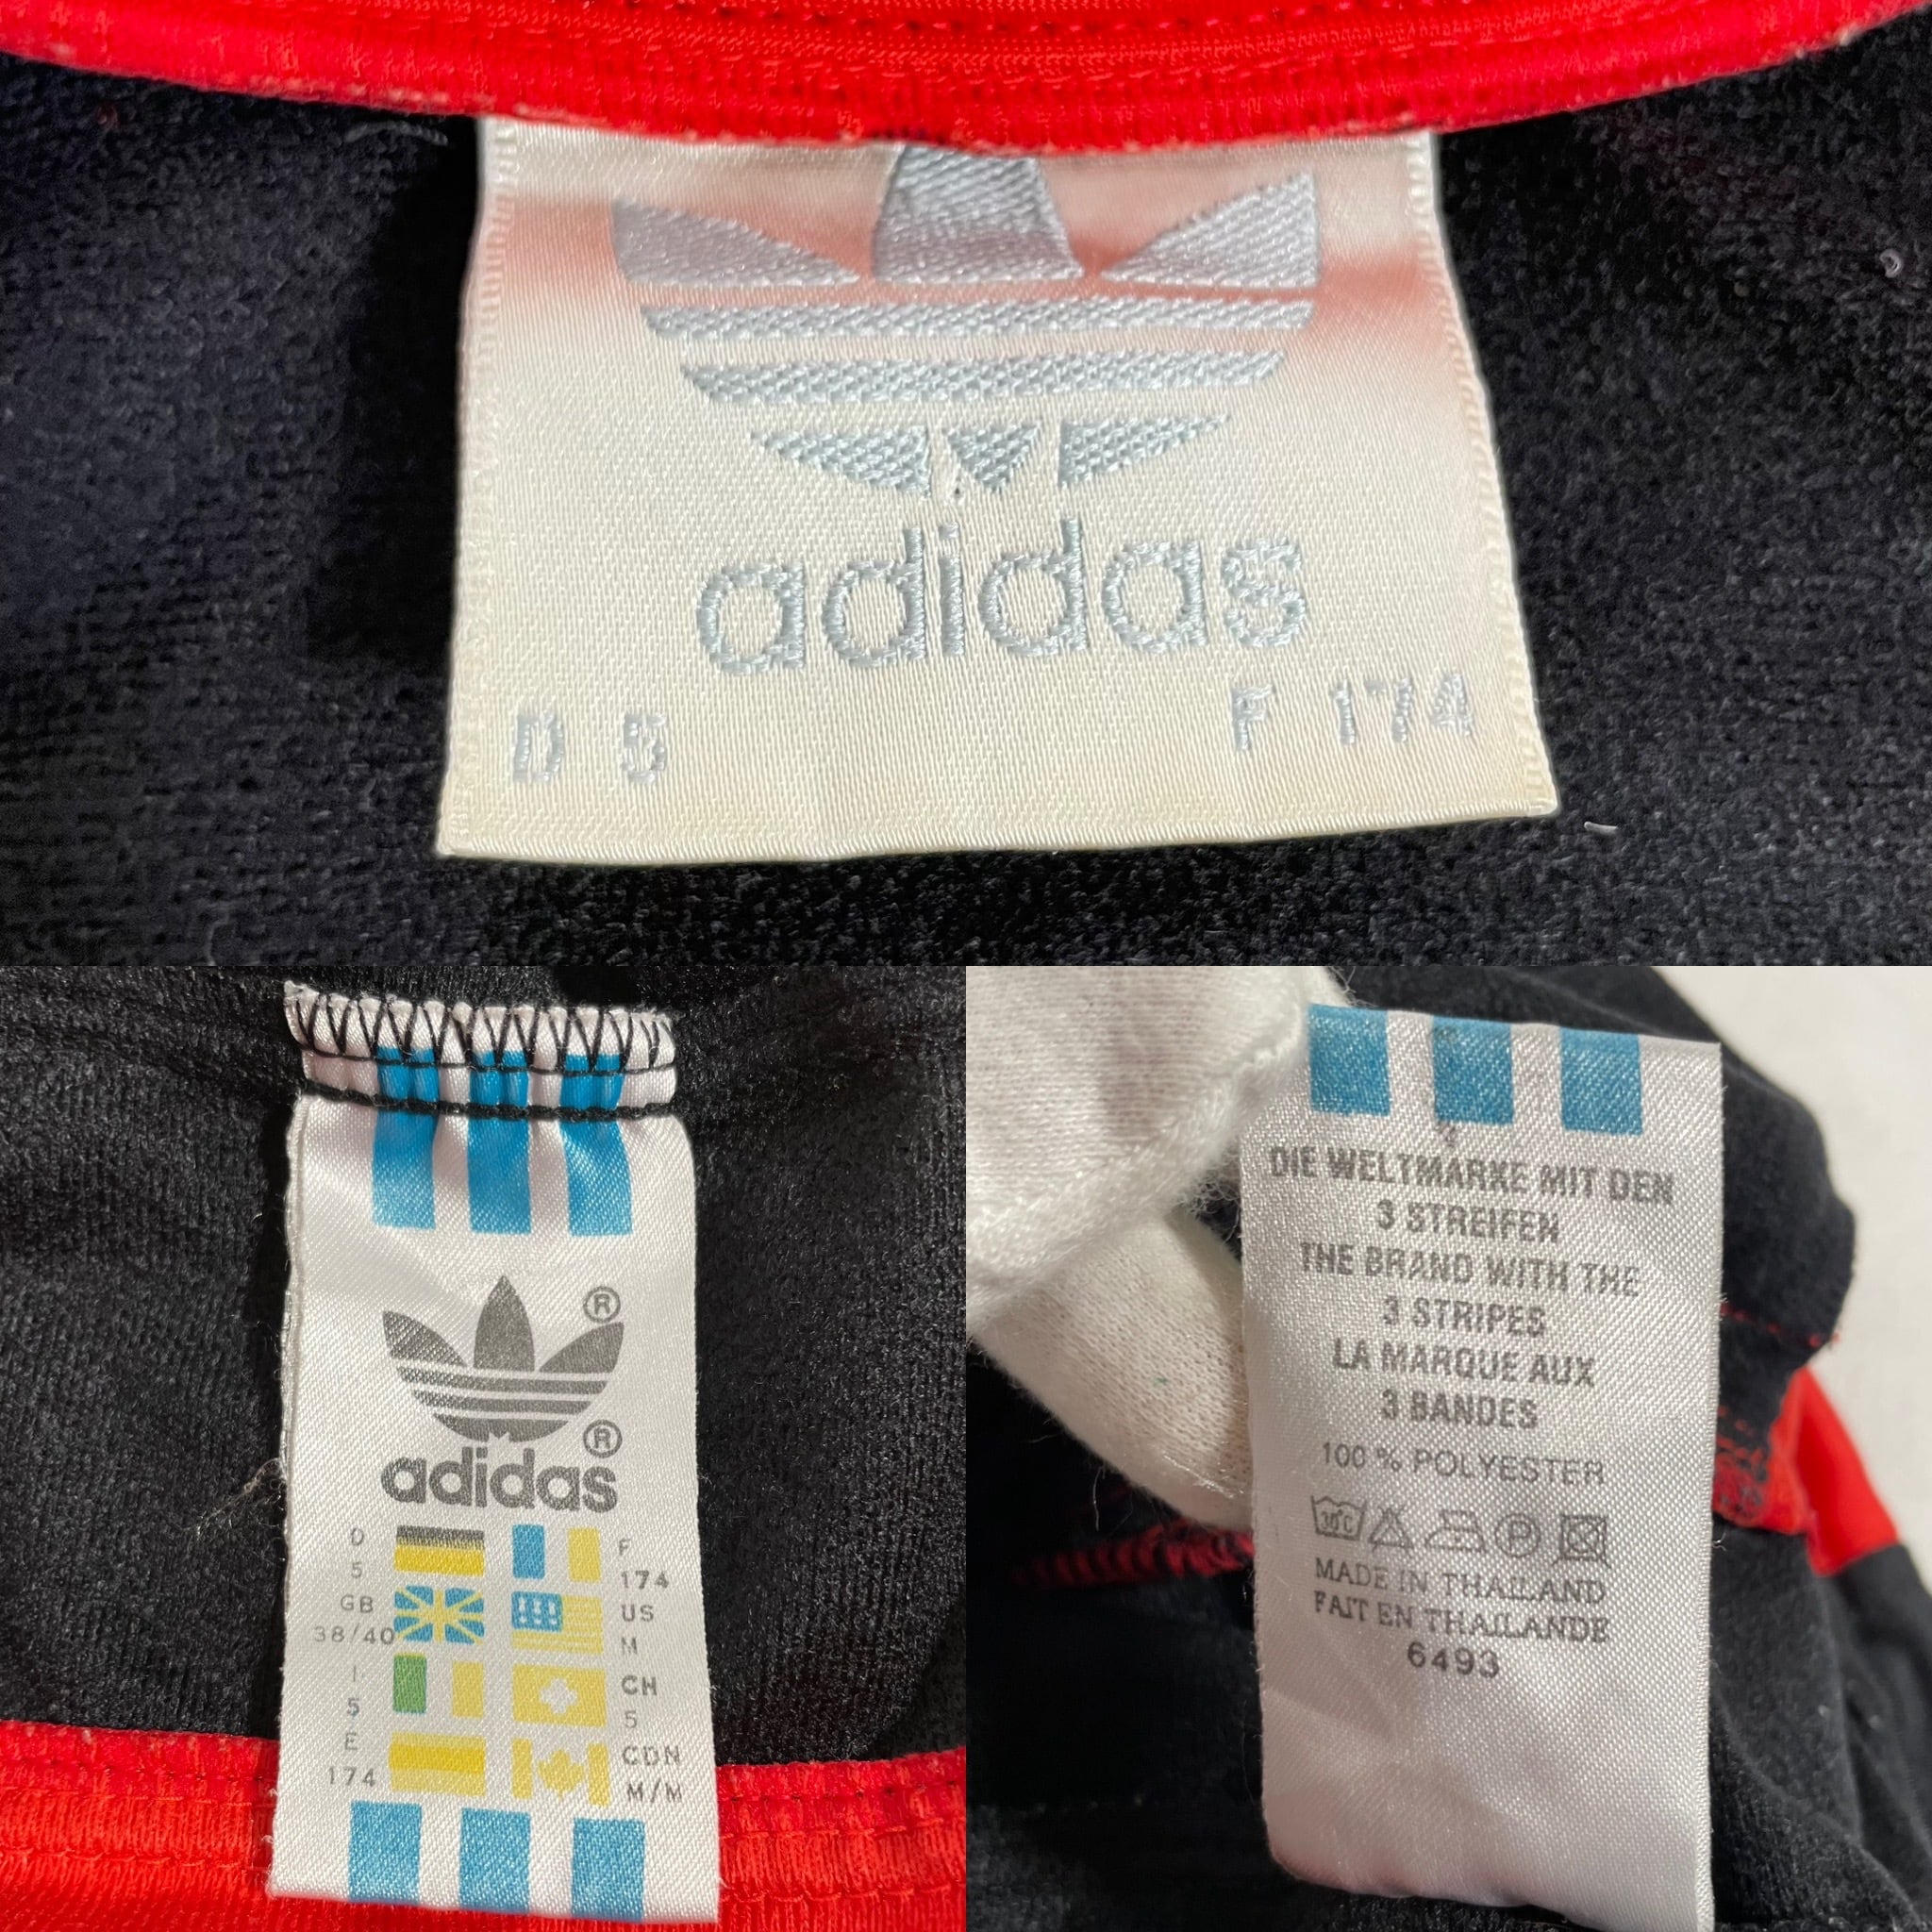 adidas
D 5 F 174
®
®
adidas
D F
5 174
GB US
38/40 M
I CH
5 5
E CDN
174 M/M
DIE WELTMARKE MIT DEN
3 STREIFEN
THE BRAND WITH THE
3 STRIPES
LA MARQUE AUX
3 BANDES
100 % POLYESTER
30°C P
MADE IN THAILAND
FAIT EN THAILANDE
6493